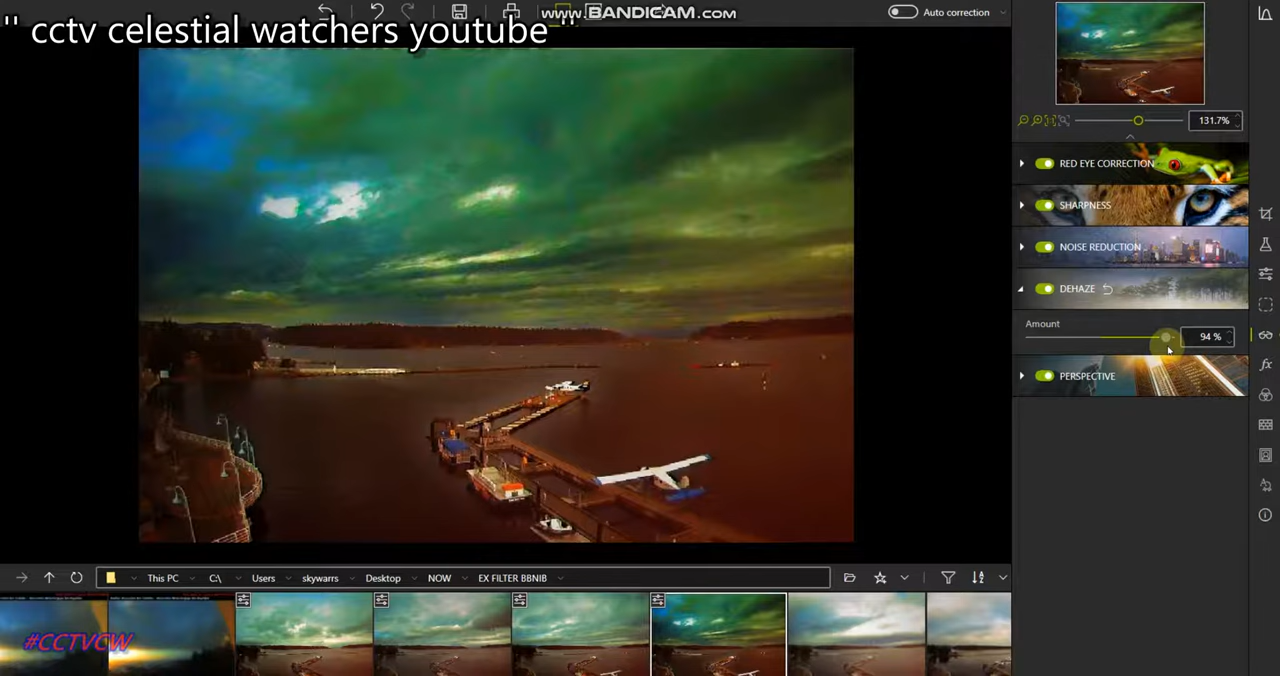 www.BANDICAM.com
Auto correction
" cctv celestial watchers youtube "
131.7%
RED EYE CORRECTION
SHARPNESS
NOISE REDUCTION
DEHAZE
Amount
94 %
PERSPECTIVE
This PC C:\ Users skywarrs Desktop NOW EX FILTER BBNIB
#CCTVCW